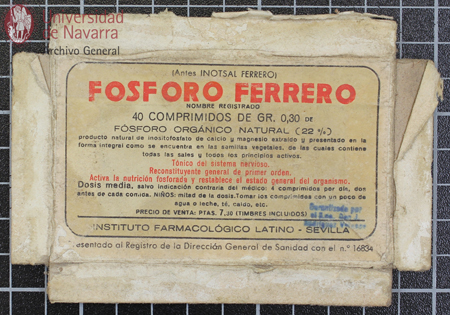 Universidad
de Navarra
Archivo General
(Antes INOTSAL FERRERO)
FOSFORO FERRERO
NOMBRE REGISTRADO
40 COMPRIMIDOS DE GR. 0,30 DE
FÓSFORO ORGÁNICO NATURAL (22 %)
producto natural de inositofosfato de calcio y magnesio extraído y presentado en la
forma integral como se encuentra en las semillas vegetales, de las cuales contiene
todas las sales y todos los principios activos.
Tónico del sistema nervioso.
Reconstituyente general de primer orden.
Activa la nutrición fosforada y restablece el estado general del organismo.
Dosis media, salvo indicación contraria del médico: 4 comprimidos por día, dos
antes de cada comida. NIÑOS: mitad de la dosis. Tomar los comprimidos con un poco de
agua o leche, té, caldo, etc.
PRECIO DE VENTA: PTAS. 7,30 (TIMBRES INCLUIDOS)
INSTITUTO FARMACOLÓGICO LATINO - SEVILLA
Presentado al Registro de la Dirección General de Sanidad con el n.º 16834